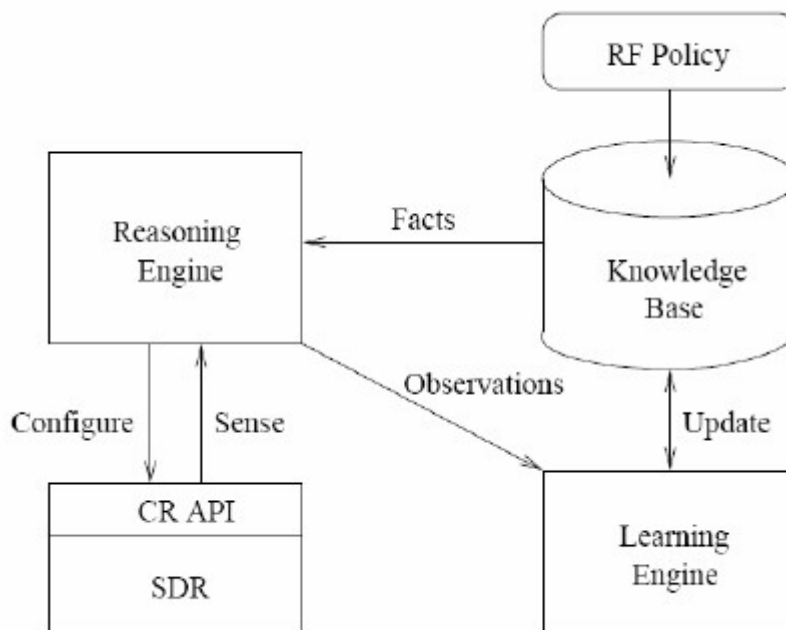 RF Policy
Reasoning
Engine
Facts
Knowledge
Base
Observations
Configure
Sense
Update
CR API
SDR
Learning
Engine